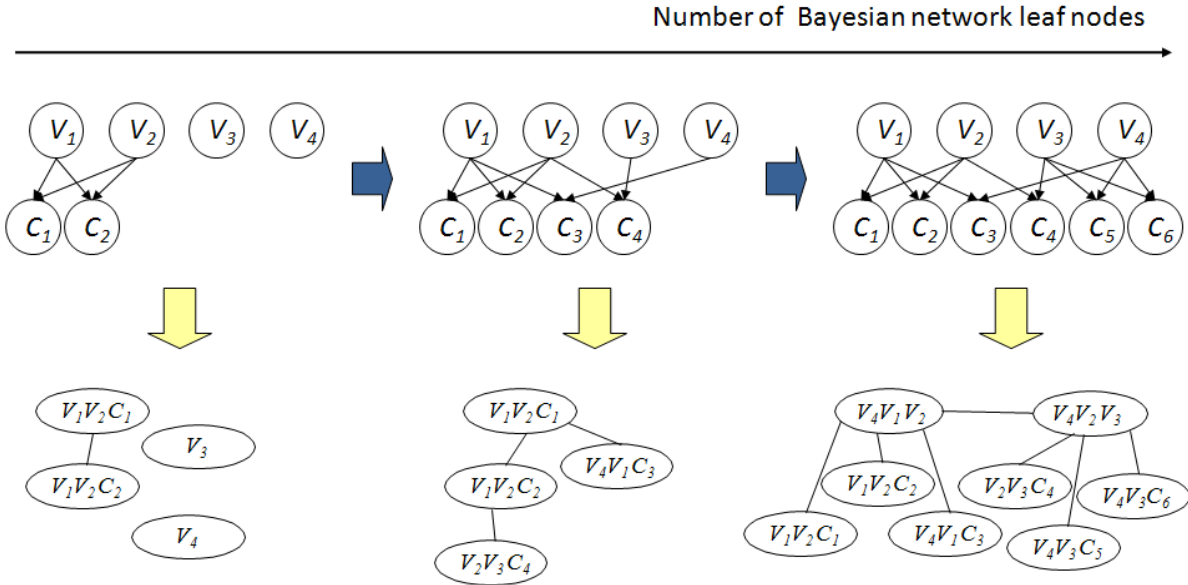 Number of Bayesian network leaf nodes
V₁ V₂ V₃ V₄ V₁ V₂ V₃ V₄ V₁ V₂ V₃ V₄
C₁ C₂ C₁ C₂ C₃ C₄ C₁ C₂ C₃ C₄ C₅ C₆
V₁V₂C₁ V₁V₂C₁ V₄V₁V₂ V₄V₂V₃
V₃ V₄V₁C₃
V₁V₂C₂ V₁V₂C₂ V₁V₂C₂ V₂V₃C₄ V₄V₃C₆
V₄ V₁V₂C₁ V₄V₁C₃
V₂V₃C₄ V₄V₃C₅